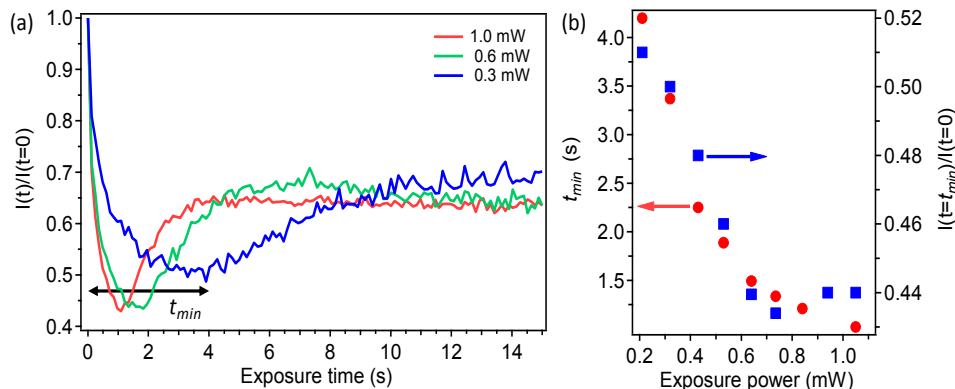 (a)
1.0
0.9
0.8
0.7
0.6
0.5
0.4
I(t)/I(t=0)
1.0 mW
0.6 mW
0.3 mW
t_min
0 2 4 6 8 10 12 14
Exposure time (s)
(b)
4.0
3.5
3.0
2.5
2.0
1.5
t_min (s)
0.52
0.50
0.48
0.46
0.44
I(t=t_min)/I(t=0)
0.2 0.4 0.6 0.8 1.0
Exposure power (mW)